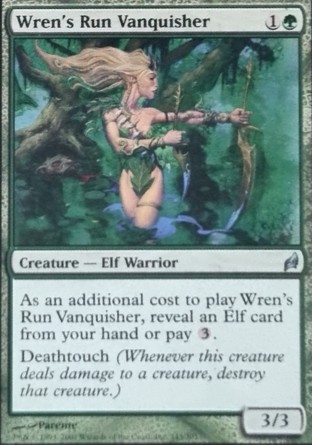 Wren's Run Vanquisher 1
Creature — Elf Warrior
As an additional cost to play Wren's
Run Vanquisher, reveal an Elf card
from your hand or pay 3.
Deathtouch (Whenever this creature
deals damage to a creature, destroy
that creature.)
Parente
3/3